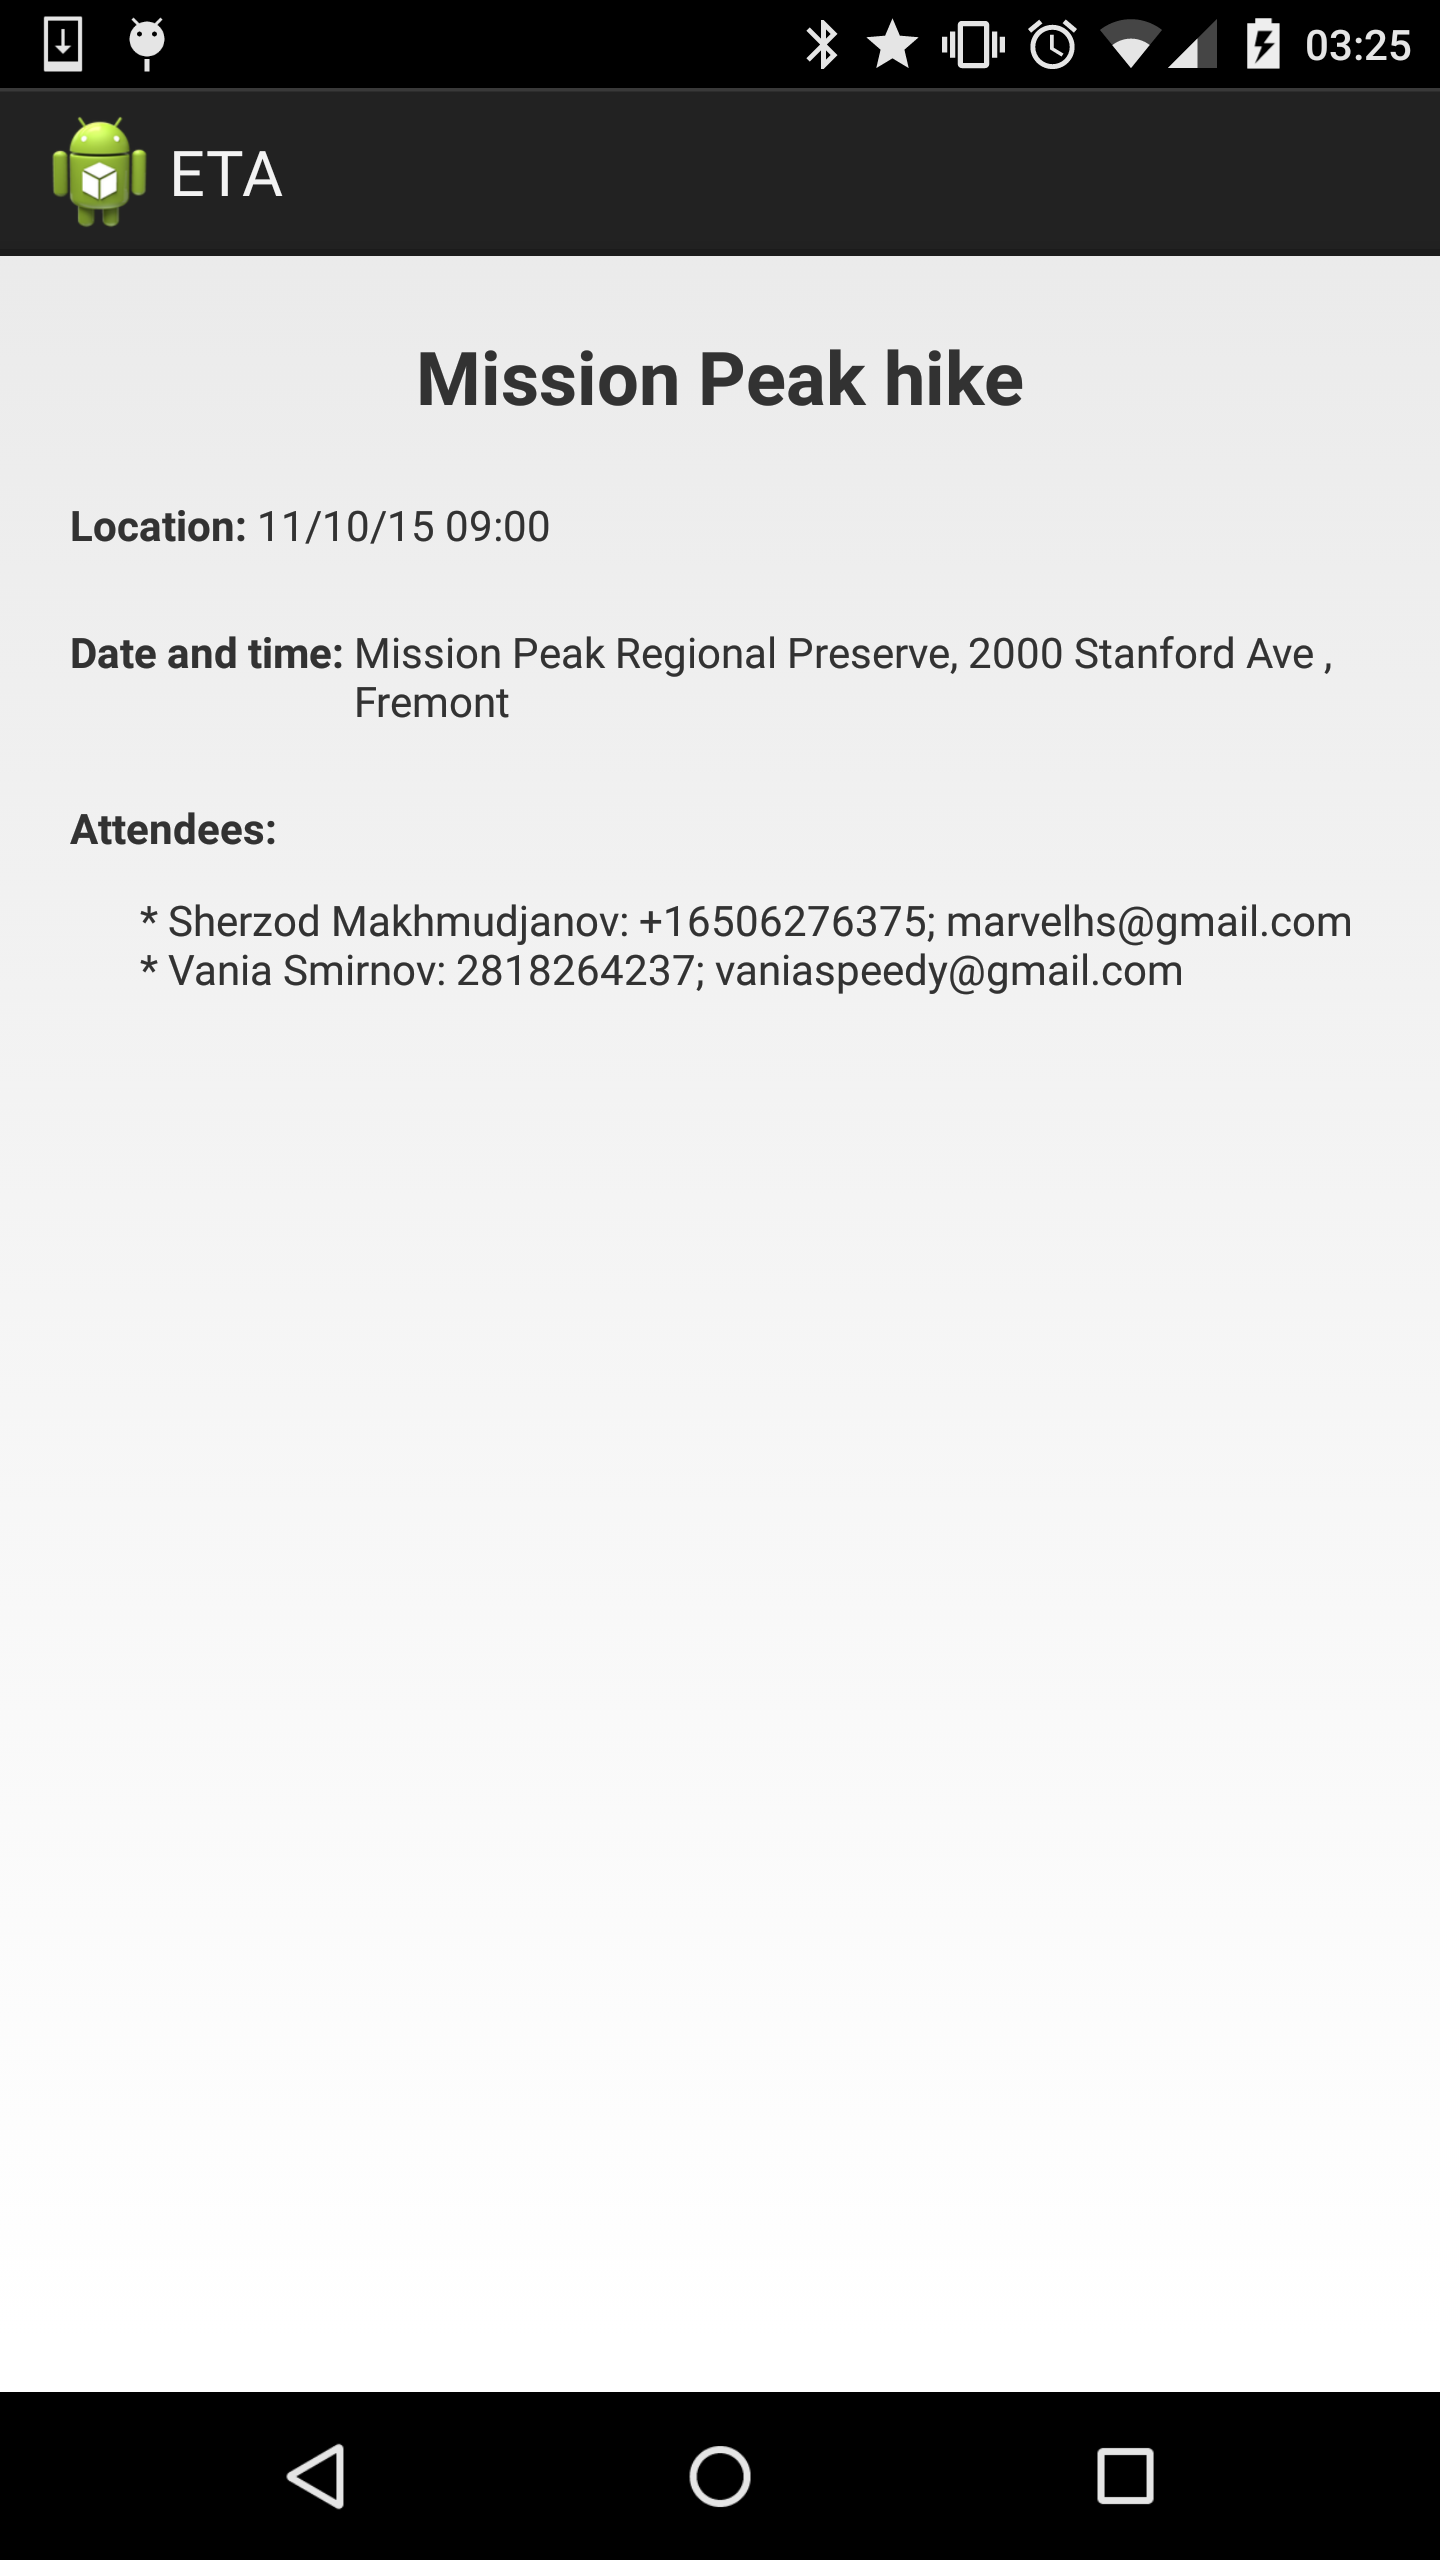 03:25
ETA
Mission Peak hike
Location: 11/10/15 09:00
Date and time: Mission Peak Regional Preserve, 2000 Stanford Ave ,
Fremont
Attendees:
* Sherzod Makhmudjanov: +16506276375; marvelhs@gmail.com
* Vania Smirnov: 2818264237; vaniaspeedy@gmail.com